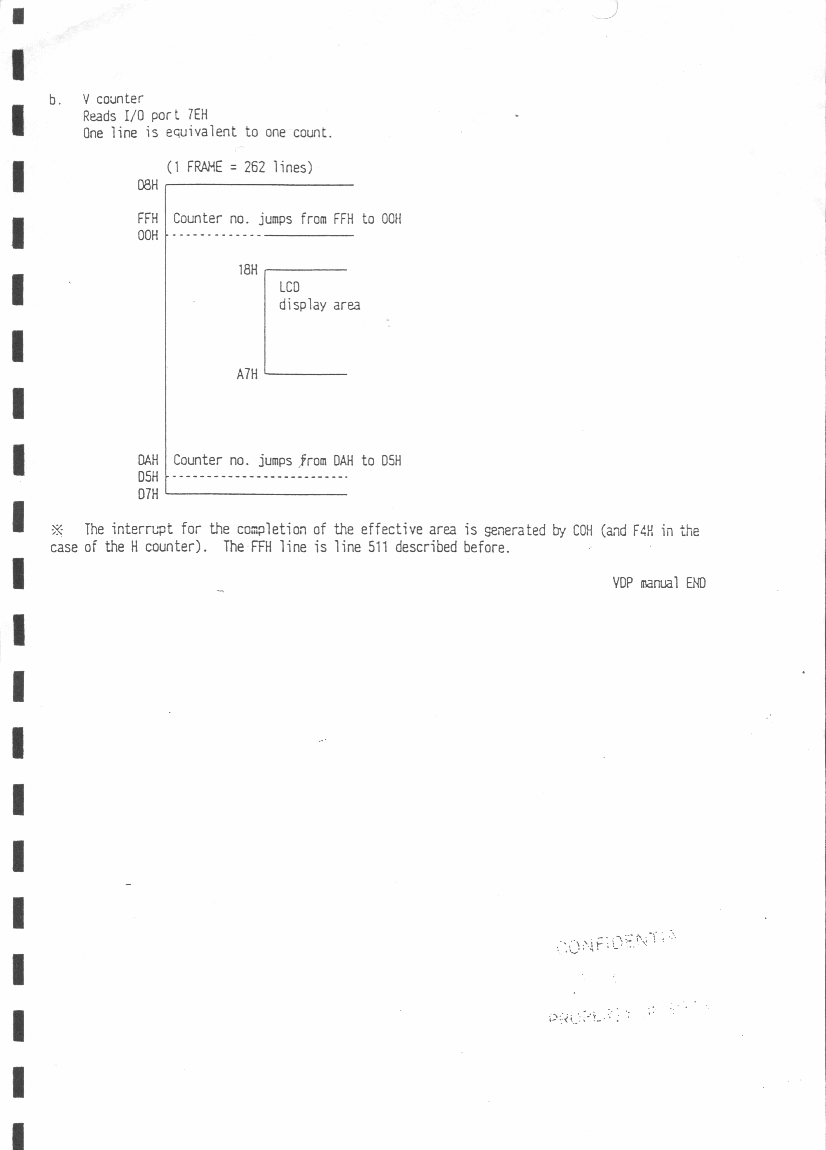 b. V counter
Reads I/O port 7EH
One line is equivalent to one count.
(1 FRAME = 262 lines)
D8H
FFH Counter no. jumps from FFH to 00H
00H
18H
LCD
display area
A7H
DAH Counter no. jumps from DAH to D5H
D5H
D7H
※ The interrupt for the completion of the effective area is generated by C0H (and F4H in the
case of the H counter). The FFH line is line 511 described before.
VDP manual END
CONFIDENTIA
PROPERTY